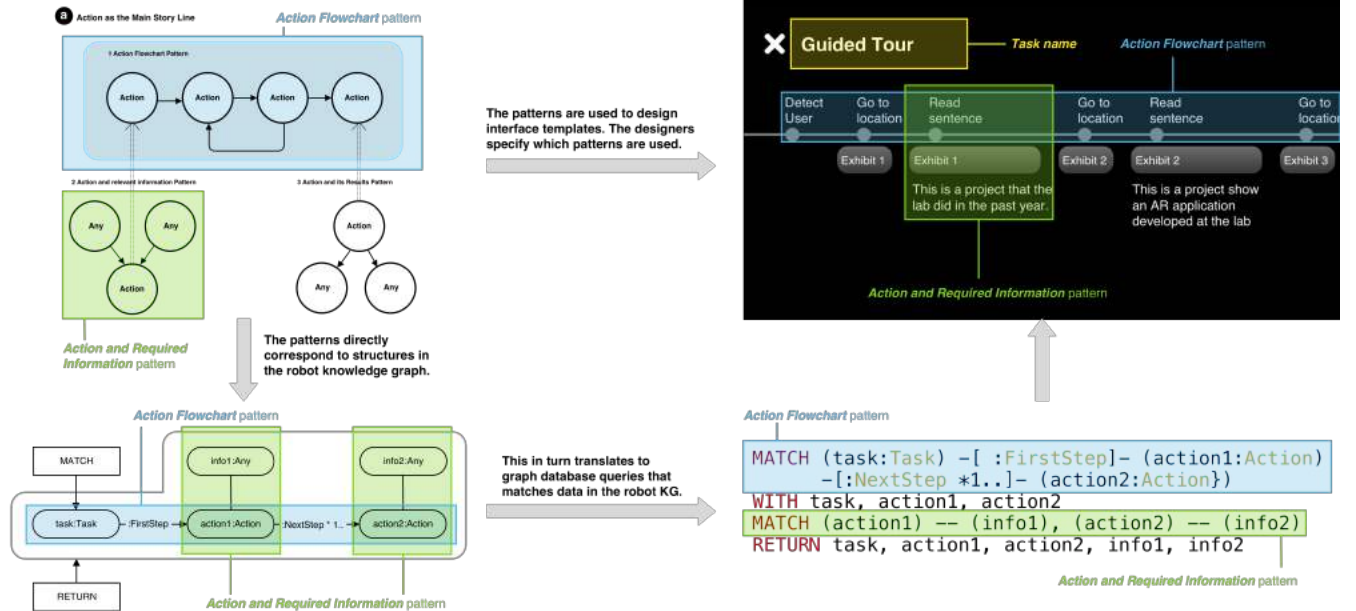 a Action as the Main Story Line
Action Flowchart pattern
1 Action Flowchart Pattern
Action
Action
Action
Action
2 Action and relevant information Pattern
3 Action and its Results Pattern
Any
Any
Action
Action
Any
Any
Action and Required
Information pattern
The patterns are used to design
interface templates. The designers
specify which patterns are used.
Guided Tour
Task name
Action Flowchart pattern
Detect
User
Go to
location
Read
sentence
Go to
location
Read
sentence
Go to
location
Exhibit 1
Exhibit 1
Exhibit 2
Exhibit 2
Exhibit 3
This is a project that the
lab did in the past year.
This is a project show
an AR application
developed at the lab
Action and Required Information pattern
The patterns directly
correspond to structures in
the robot knowledge graph.
Action Flowchart pattern
MATCH
info1:Any
info2:Any
task:Task
:FirstStep
action1:Action
:NextStep * 1..
action2:Action
RETURN
Action and Required Information pattern
This in turn translates to
graph database queries that
matches data in the robot KG.
Action Flowchart pattern
MATCH (task:Task) -[ :FirstStep]- (action1:Action)
-[:NextStep *1..]- (action2:Action})
WITH task, action1, action2
MATCH (action1) -- (info1), (action2) -- (info2)
RETURN task, action1, action2, info1, info2
Action and Required Information pattern